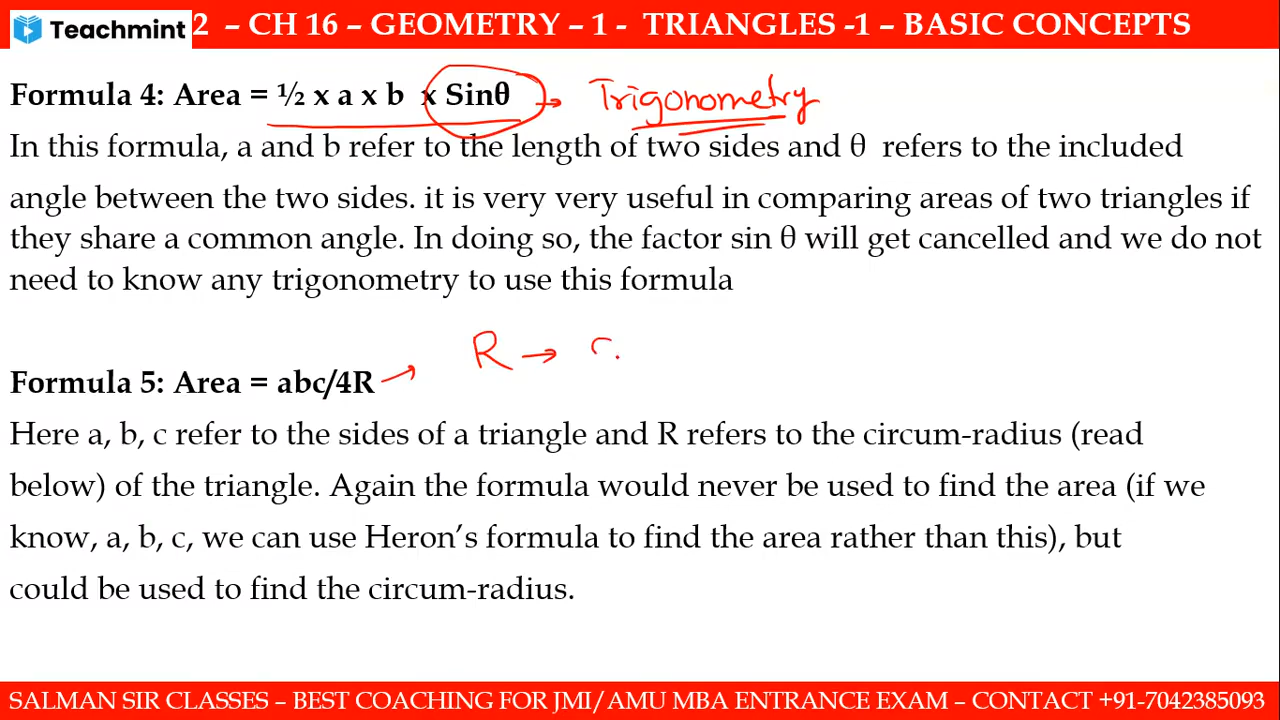 Teachmint 2 – CH 16 – GEOMETRY – 1 - TRIANGLES -1 – BASIC CONCEPTS
Formula 4: Area = ½ x a x b x Sinθ → Trigonometry
In this formula, a and b refer to the length of two sides and θ refers to the included
angle between the two sides. it is very very useful in comparing areas of two triangles if
they share a common angle. In doing so, the factor sin θ will get cancelled and we do not
need to know any trigonometry to use this formula
R →
Formula 5: Area = abc/4R →
Here a, b, c refer to the sides of a triangle and R refers to the circum-radius (read
below) of the triangle. Again the formula would never be used to find the area (if we
know, a, b, c, we can use Heron’s formula to find the area rather than this), but
could be used to find the circum-radius.
SALMAN SIR CLASSES – BEST COACHING FOR JMI/AMU MBA ENTRANCE EXAM – CONTACT +91-7042385093